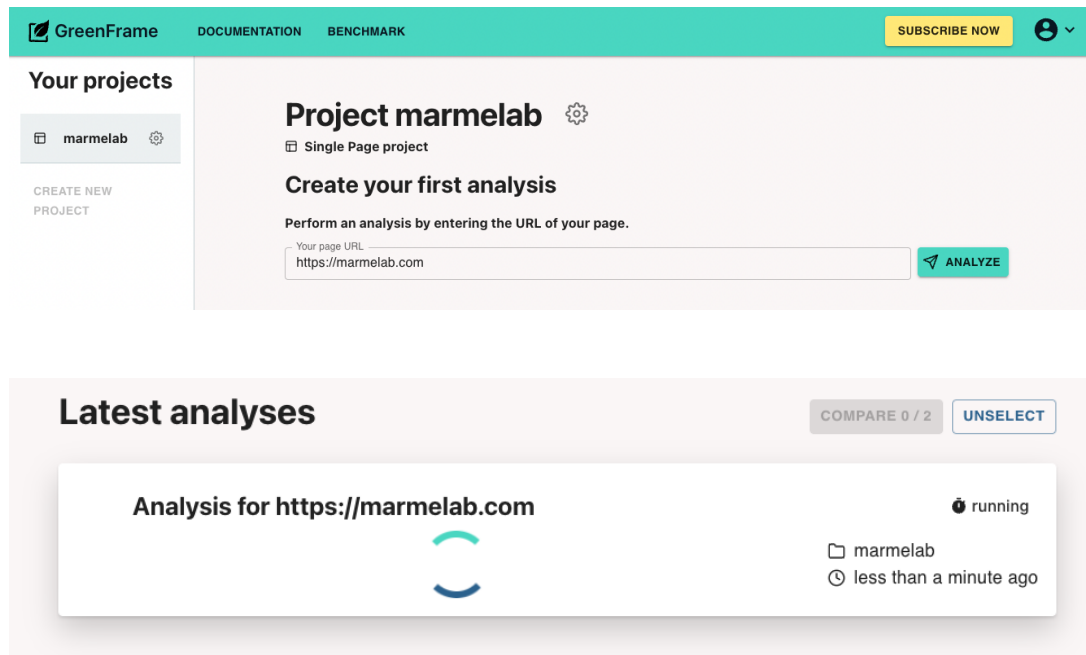 GreenFrame
DOCUMENTATION
BENCHMARK
SUBSCRIBE NOW
Your projects
marmelab
CREATE NEW
PROJECT
Project marmelab
Single Page project
Create your first analysis
Perform an analysis by entering the URL of your page.
Your page URL
https://marmelab.com
ANALYZE
Latest analyses
COMPARE 0 / 2
UNSELECT
Analysis for https://marmelab.com
running
marmelab
less than a minute ago